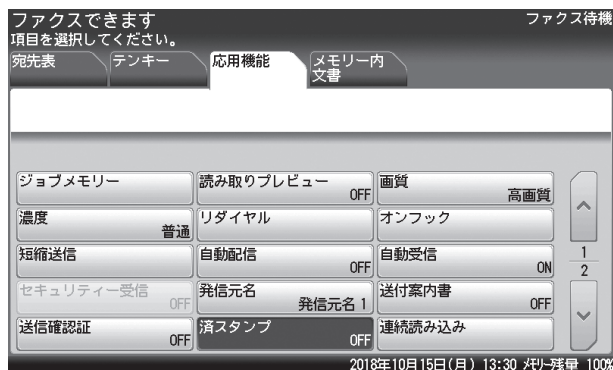 ファクスできます
ファクス待機
項目を選択してください。
宛先表
テンキー
応用機能
メモリー内
文書
ジョブメモリー
読み取りプレビュー
OFF
画質
高画質
濃度
普通
リダイヤル
オンフック
短縮送信
自動配信
OFF
自動受信
ON
1
2
セキュリティー受信
OFF
発信元名
発信元名 1
送付案内書
OFF
送信確認証
OFF
済スタンプ
OFF
連続読み込み
2018年10月15日(月) 13:30 メモリー残量 100%